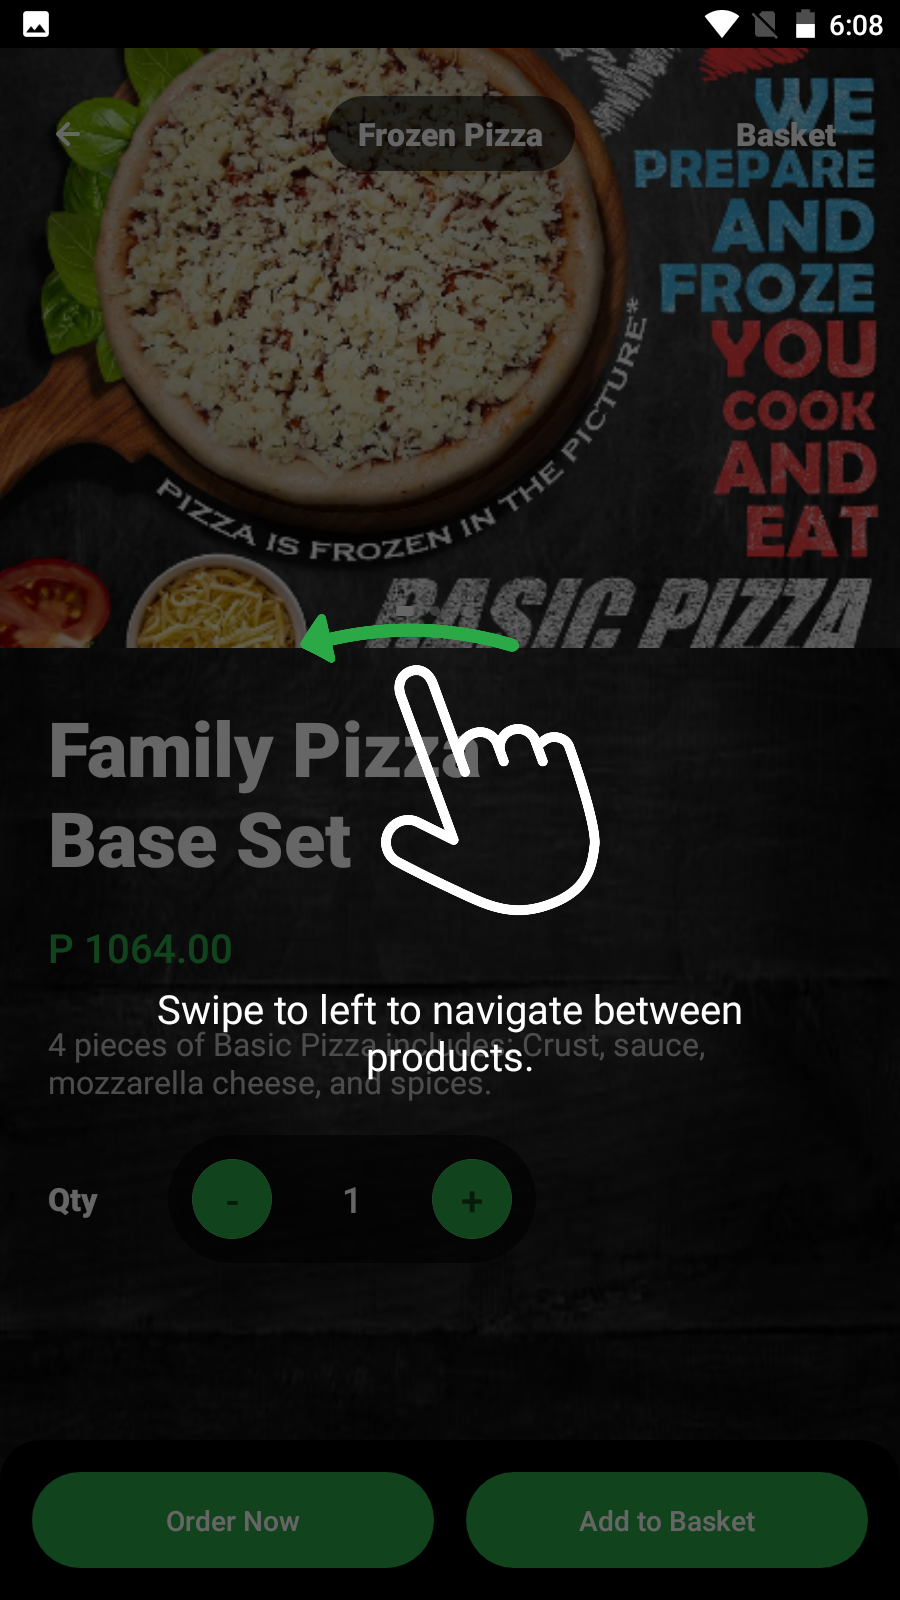 6:08
Frozen Pizza
Basket
WE
PREPARE
AND
FROZE
YOU
COOK
AND
EAT
PIZZA IS FROZEN IN THE PICTURE*
BASIC PIZZA
Family Pizza
Base Set
P 1064.00
Swipe to left to navigate between
products.
4 pieces of Basic Pizza includes: Crust, sauce,
mozzarella cheese, and spices.
Qty
-
1
+
Order Now
Add to Basket